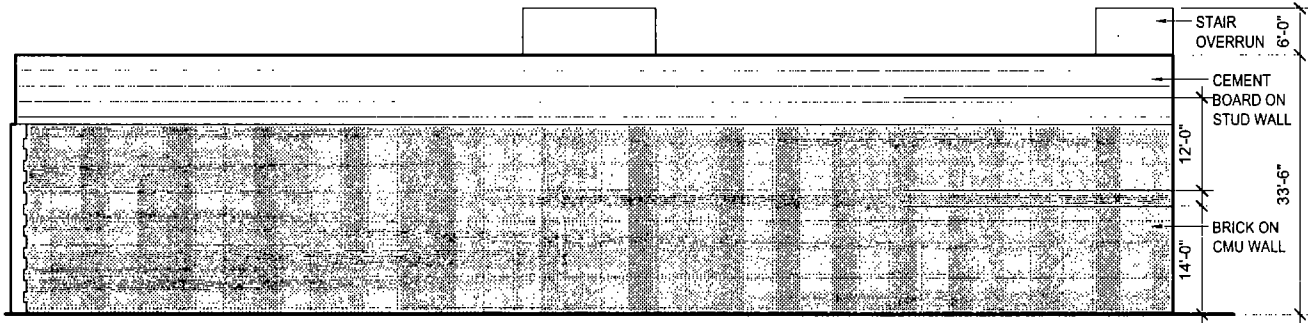 STAIR
OVERRUN
6'-0"
CEMENT
BOARD ON
STUD WALL
12'-0"
33'-6"
BRICK ON
CMU WALL
14'-0"